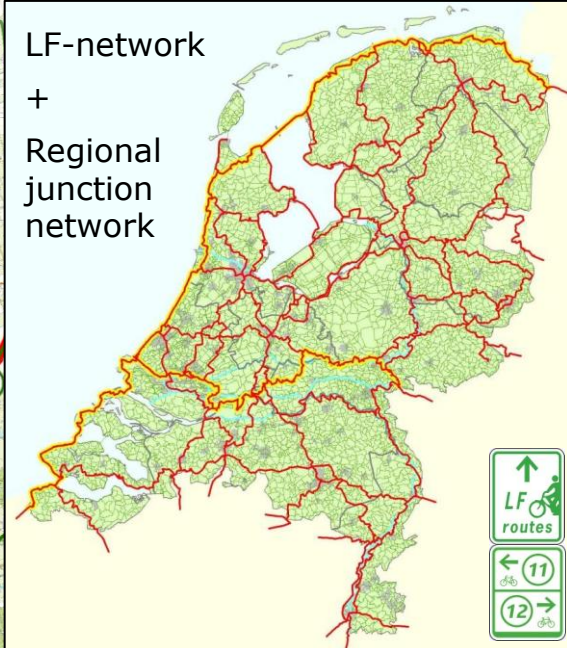 LF-network
+
Regional
junction
network
LF
routes
11
12